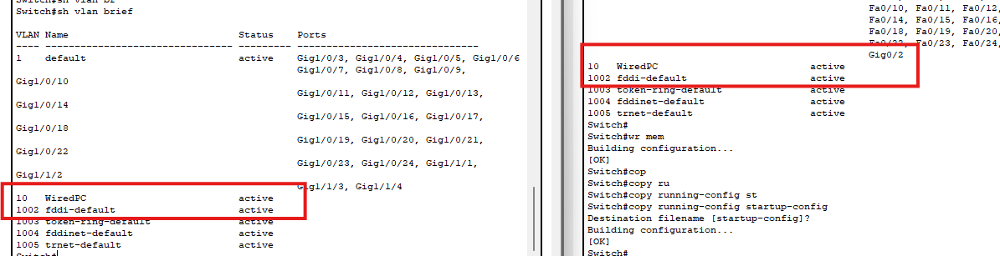 Switch#sh vlan br
Switch#sh vlan brief
VLAN Name Status Ports
---- -------------------------------- --------- -------------------------------
1 default active Gig1/0/3, Gig1/0/4, Gig1/0/5, Gig1/0/6
Gig1/0/7, Gig1/0/8, Gig1/0/9,
Gig1/0/10
Gig1/0/11, Gig1/0/12, Gig1/0/13,
Gig1/0/14
Gig1/0/15, Gig1/0/16, Gig1/0/17,
Gig1/0/18
Gig1/0/19, Gig1/0/20, Gig1/0/21,
Gig1/0/22
Gig1/0/23, Gig1/0/24, Gig1/1/1,
Gig1/1/2
Gig1/1/3, Gig1/1/4
10 WiredPC active
1002 fddi-default active
1003 token-ring-default active
1004 fddinet-default active
1005 trnet-default active
Switch#
Fa0/10, Fa0/11, Fa0/12,
Fa0/14, Fa0/15, Fa0/16,
Fa0/18, Fa0/19, Fa0/20,
Fa0/22, Fa0/23, Fa0/24,
Gig0/2
10 WiredPC active
1002 fddi-default active
1003 token-ring-default active
1004 fddinet-default active
1005 trnet-default active
Switch#
Switch#wr mem
Building configuration...
[OK]
Switch#cop
Switch#copy ru
Switch#copy running-config st
Switch#copy running-config startup-config
Destination filename [startup-config]?
Building configuration...
[OK]
Switch#